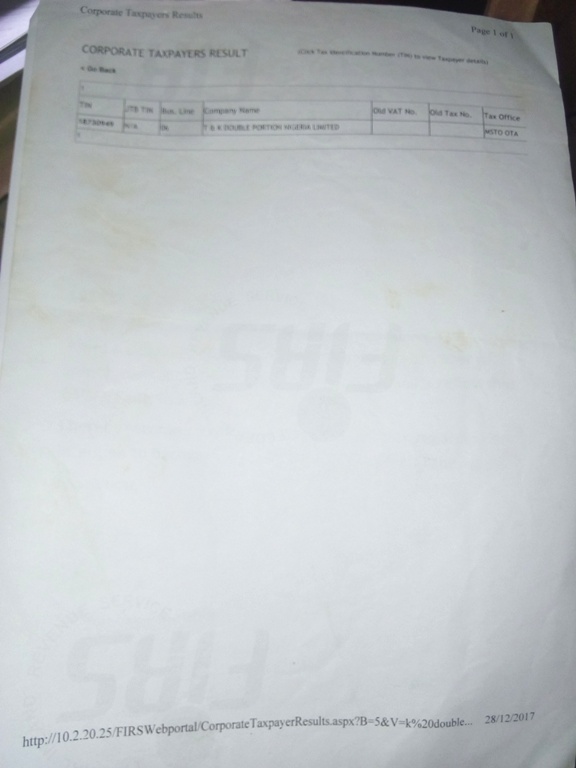 Corporate Taxpayers Results
Page 1 of 1
CORPORATE TAXPAYERS RESULT
(Click Tax Identification Number (TIN) to view Taxpayer details)
Go Back
TIN JTB TIN Bus. Line Company Name Old VAT No. Old Tax No. Tax Office
N/A T & K DOUBLE PORTION NIGERIA LIMITED MSTO OTA
FIRS
FIRS
http://10.2.20.25/FIRSWebportal/CorporateTaxpayerResults.aspx?B=5&V=k%20double... 28/12/2017